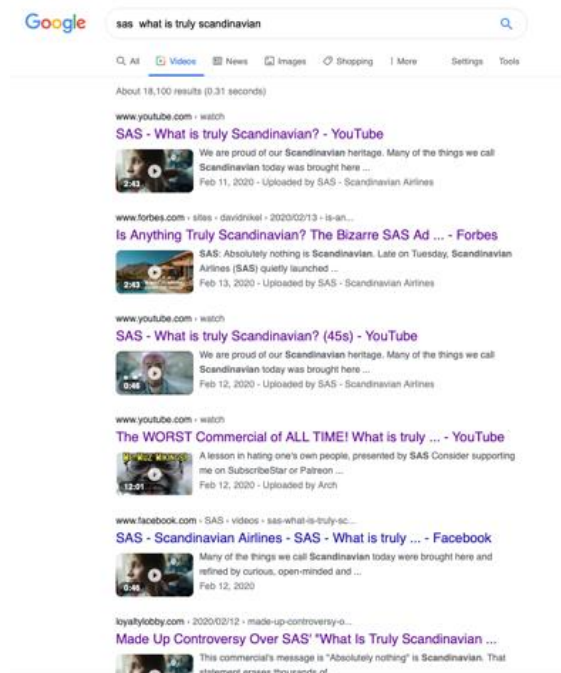 Google
sas what is truly scandinavian
All Videos News Images Shopping More Settings Tools
About 18,100 results (0.31 seconds)
www.youtube.com › watch
SAS - What is truly Scandinavian? - YouTube
We are proud of our Scandinavian heritage. Many of the things we call
Scandinavian today was brought here ...
2:43
Feb 11, 2020 - Uploaded by SAS - Scandinavian Airlines
www.forbes.com › sites › davidnikel › 2020/02/13 › is-an...
Is Anything Truly Scandinavian? The Bizarre SAS Ad ... - Forbes
SAS: Absolutely nothing is Scandinavian. Late on Tuesday, Scandinavian
Airlines (SAS) quietly launched ...
2:43
Feb 13, 2020 - Uploaded by SAS - Scandinavian Airlines
www.youtube.com › watch
SAS - What is truly Scandinavian? (45s) - YouTube
We are proud of our Scandinavian heritage. Many of the things we call
Scandinavian today was brought here ...
0:46
Feb 12, 2020 - Uploaded by SAS - Scandinavian Airlines
www.youtube.com › watch
The WORST Commercial of ALL TIME! What is truly ... - YouTube
A lesson in hating one's own people, presented by SAS Consider supporting
me on SubscribeStar or Patreon ...
12:01
Feb 12, 2020 - Uploaded by Arch
www.facebook.com › SAS › videos › sas-what-is-truly-sc...
SAS - Scandinavian Airlines - SAS - What is truly ... - Facebook
Many of the things we call Scandinavian today were brought here and
refined by curious, open-minded and ...
0:46
Feb 12, 2020
loyaltylobby.com › 2020/02/12 › made-up-controversy-o...
Made Up Controversy Over SAS' "What Is Truly Scandinavian ...
This commercial's message is "Absolutely nothing" is Scandinavian. That
statement erases thousands of